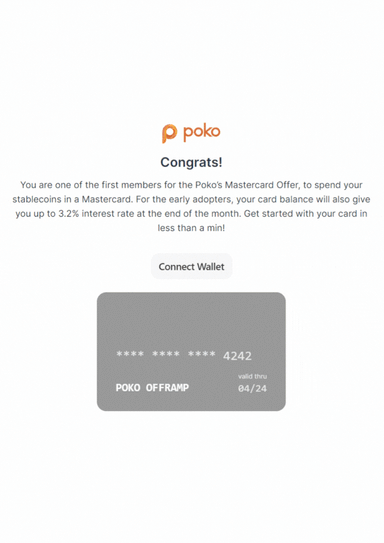 poko
Congrats!
You are one of the first members for the Poko's Mastercard Offer, to spend your
stablecoins in a Mastercard. For the early adopters, your card balance will also give
you up to 3.2% interest rate at the end of the month. Get started with your card in
less than a min!
Connect Wallet
**** **** **** 4242
valid thru
POKO OFFRAMP 04/24